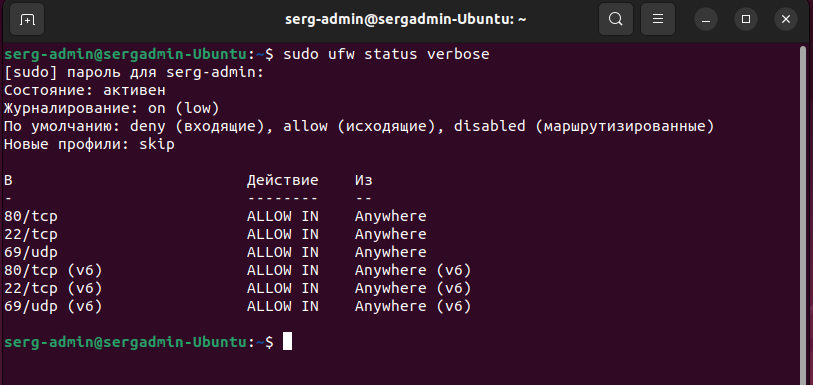 serg-admin@sergadmin-Ubuntu: ~
serg-admin@sergadmin-Ubuntu:~$ sudo ufw status verbose
[sudo] пароль для serg-admin:
Состояние: активен
Журналирование: on (low)
По умолчанию: deny (входящие), allow (исходящие), disabled (маршрутизированные)
Новые профили: skip
В                          Действие    Из
-                          --------    --
80/tcp                     ALLOW IN    Anywhere
22/tcp                     ALLOW IN    Anywhere
69/udp                     ALLOW IN    Anywhere
80/tcp (v6)                ALLOW IN    Anywhere (v6)
22/tcp (v6)                ALLOW IN    Anywhere (v6)
69/udp (v6)                ALLOW IN    Anywhere (v6)
serg-admin@sergadmin-Ubuntu:~$